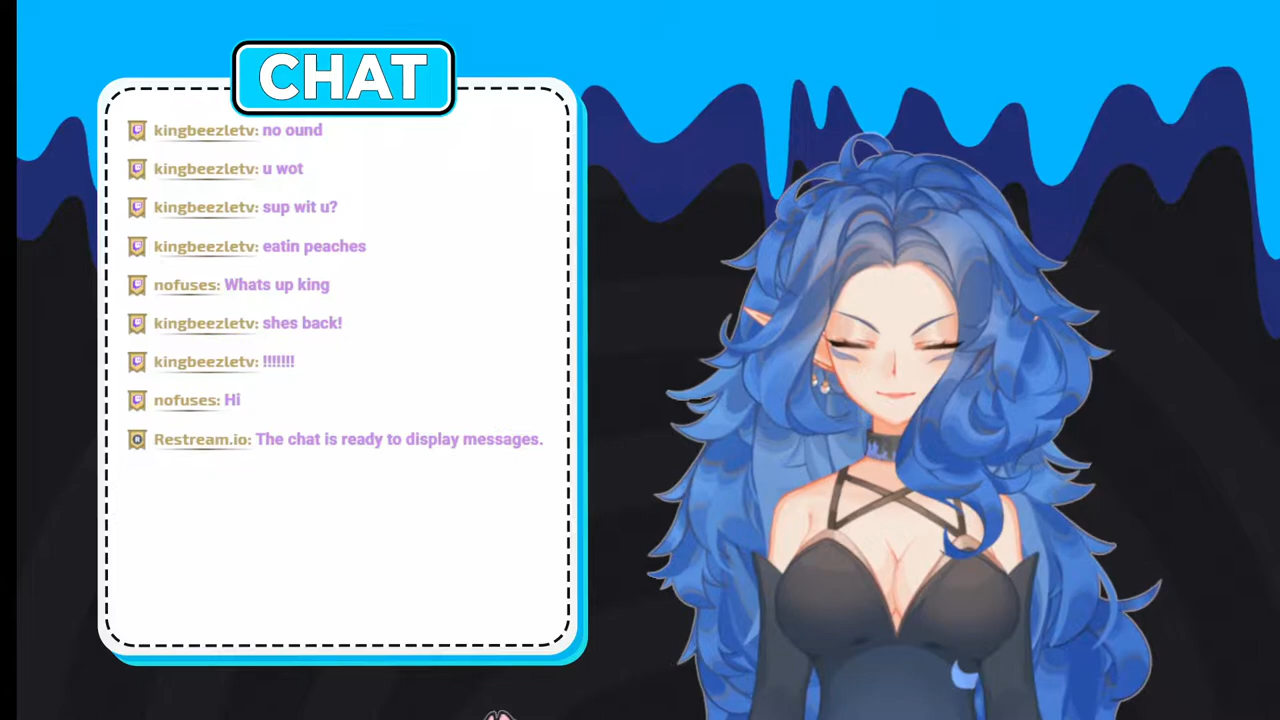 CHAT
kingbeezletv: no ound
kingbeezletv: u wot
kingbeezletv: sup wit u?
kingbeezletv: eatin peaches
nofuses: Whats up king
kingbeezletv: shes back!
kingbeezletv: !!!!!!!
nofuses: Hi
Restream.io: The chat is ready to display messages.